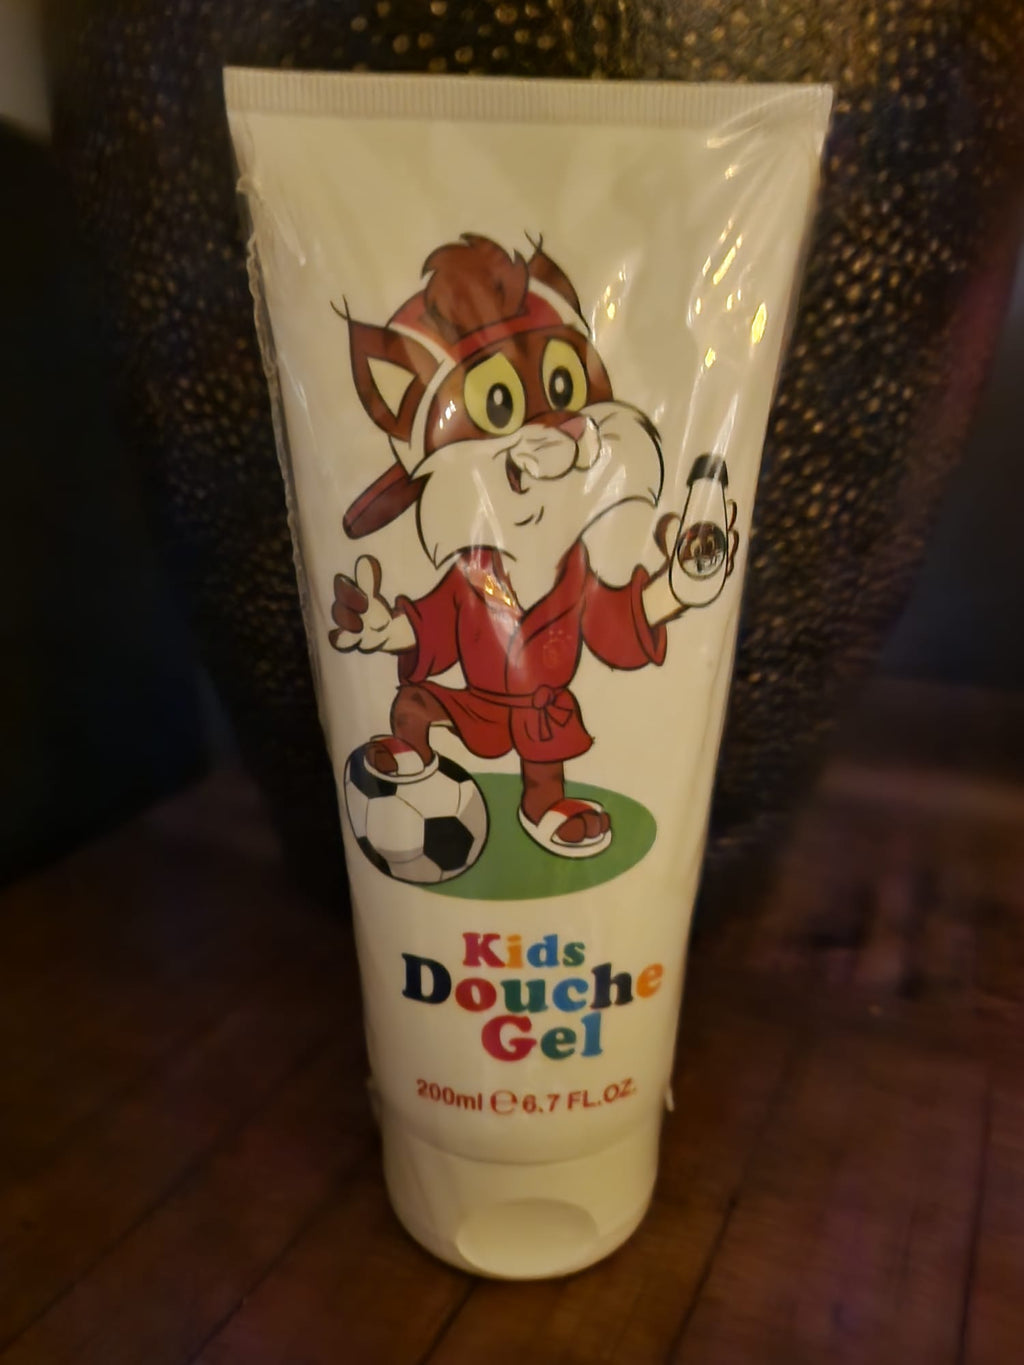 Kids
Douche
Gel
200ml ℮ 6.7 FL.OZ.